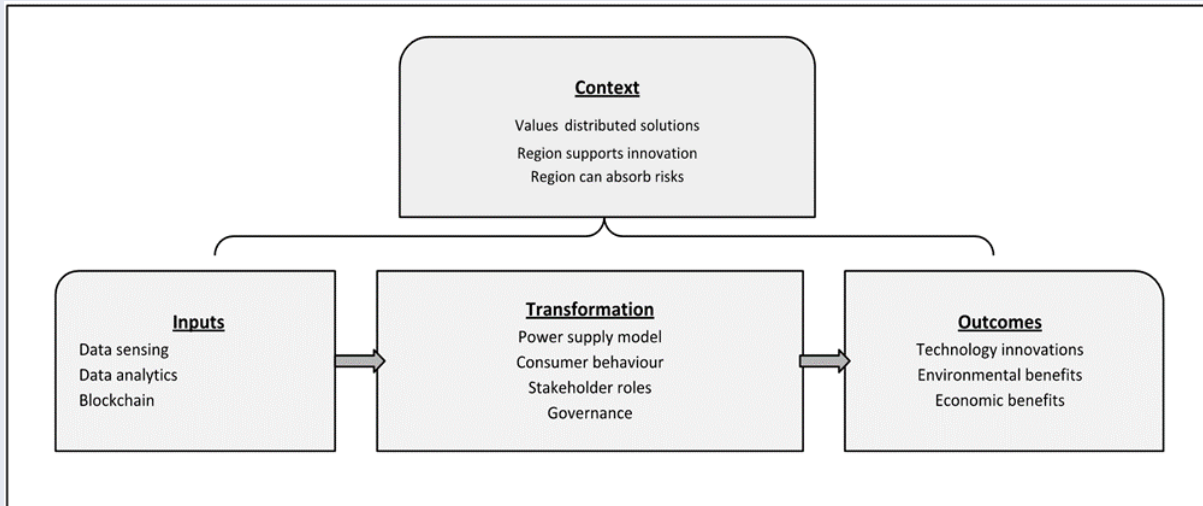 Context
Values distributed solutions
Region supports innovation
Region can absorb risks
Inputs
Data sensing
Data analytics
Blockchain
Transformation
Power supply model
Consumer behaviour
Stakeholder roles
Governance
Outcomes
Technology innovations
Environmental benefits
Economic benefits